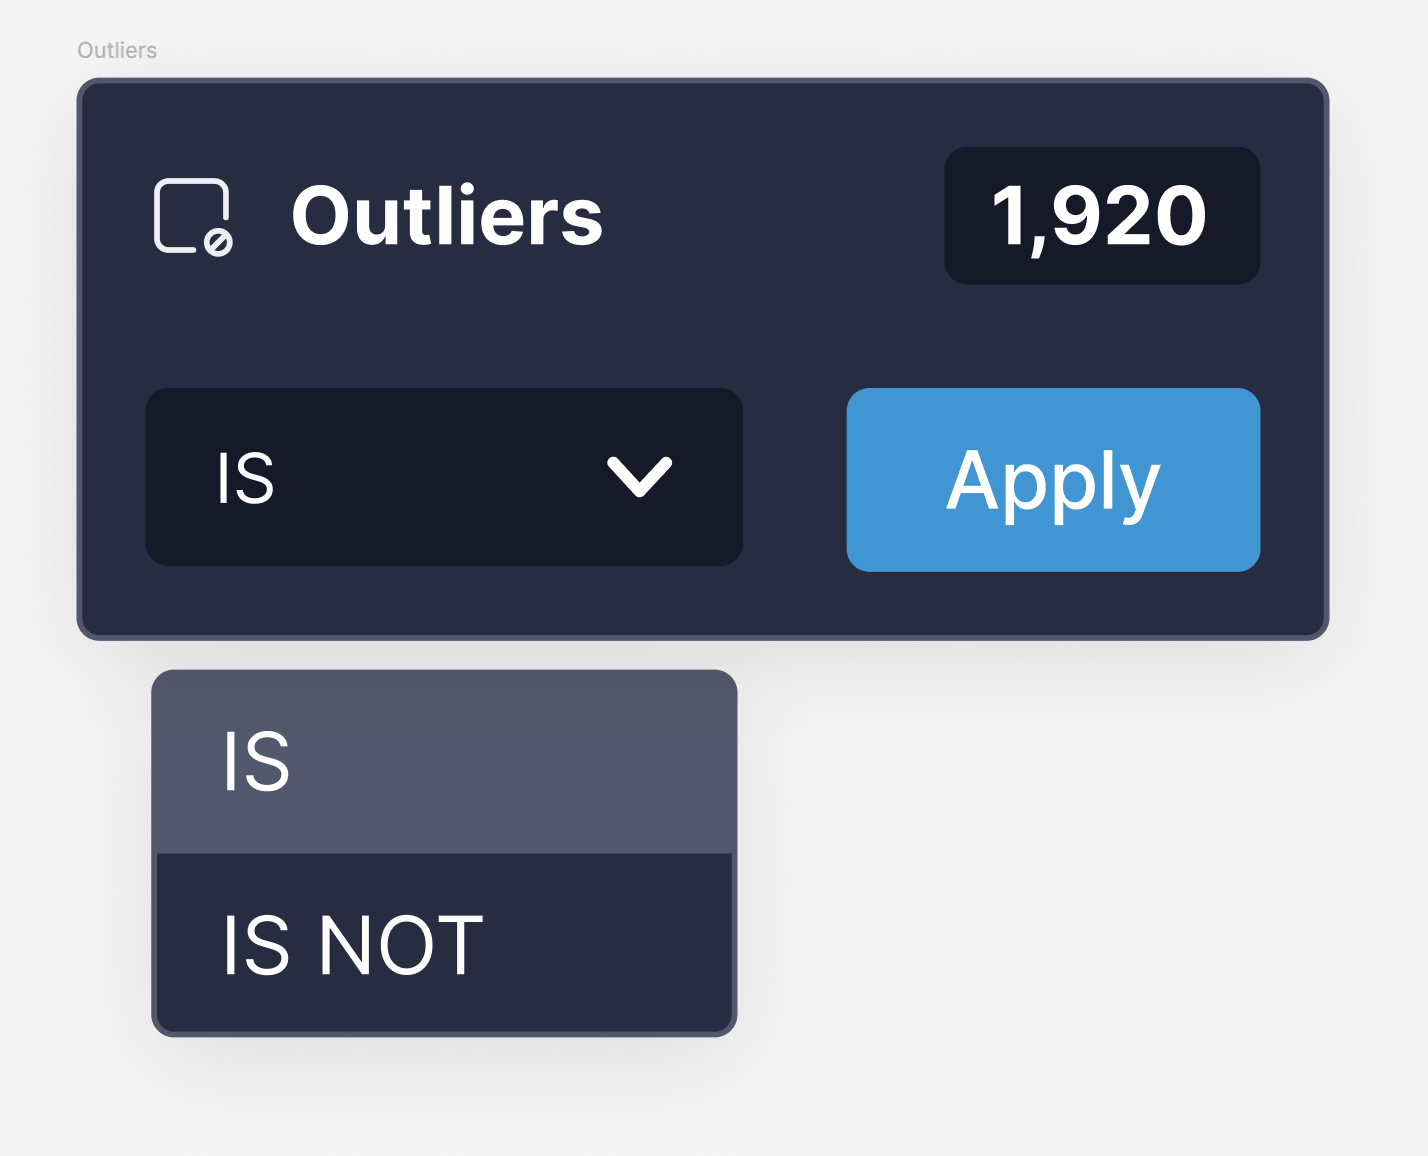 Outliers
Outliers
1,920
IS
Apply
IS
IS NOT